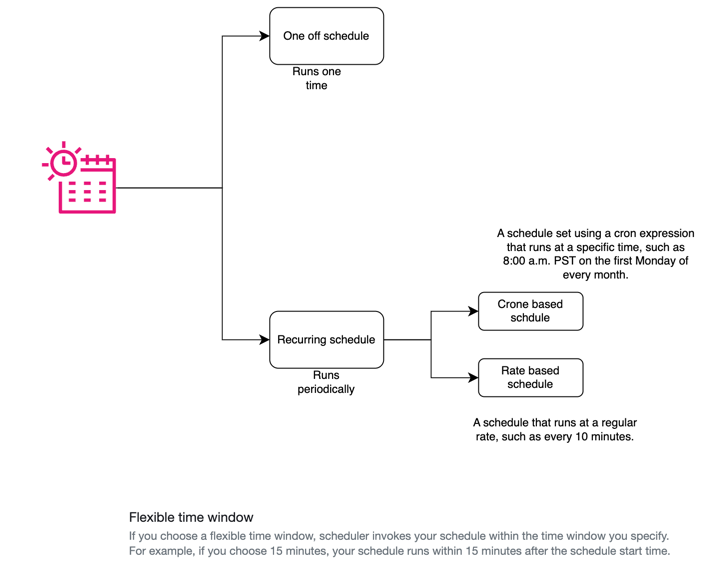 One off schedule
Runs one
time
A schedule set using a cron expression
that runs at a specific time, such as
8:00 a.m. PST on the first Monday of
every month.
Crone based
schdule
Recurring schedule
Runs
periodically
Rate based
schedule
A schedule that runs at a regular
rate, such as every 10 minutes.
Flexible time window
If you choose a flexible time window, scheduler invokes your schedule within the time window you specify.
For example, if you choose 15 minutes, your schedule runs within 15 minutes after the schedule start time.